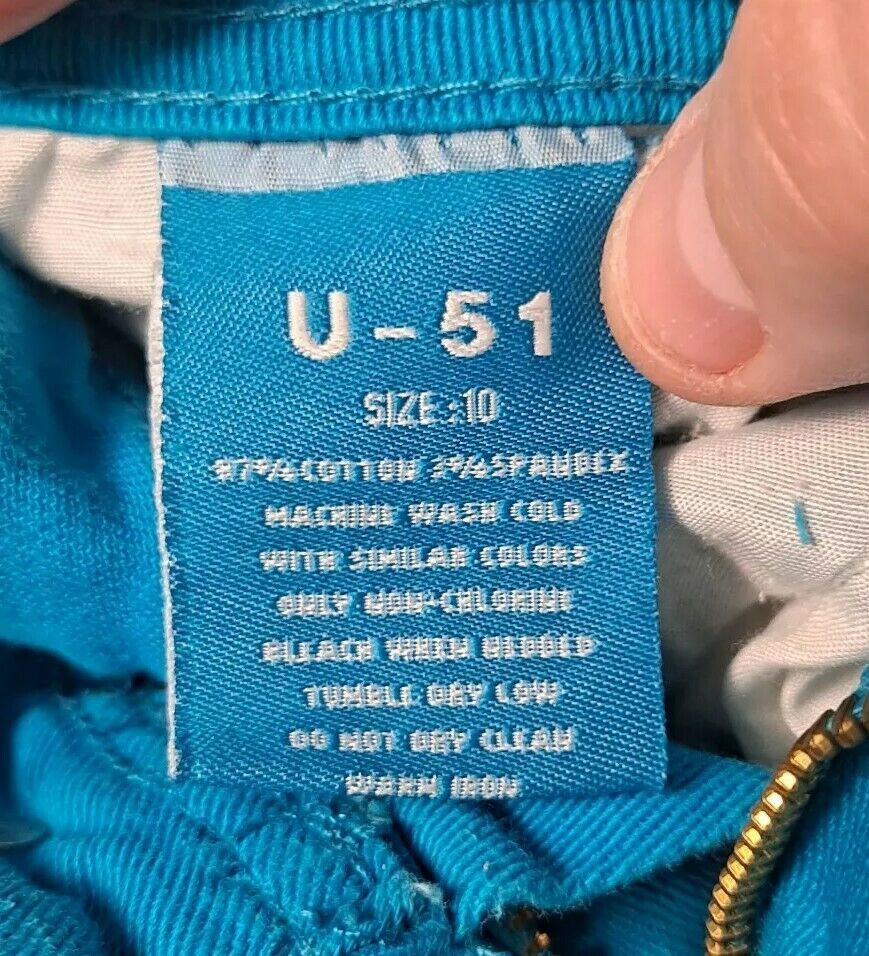 U-51
SIZE:10
97%COTTON 3%SPANDEX
MACHINE WASH COLD
WITH SIMILAR COLORS
ONLY NON-CHLORINE
BLEACH WHEN NEEDED
TUMBLE DRY LOW
DO NOT DRY CLEAN
WARM IRON